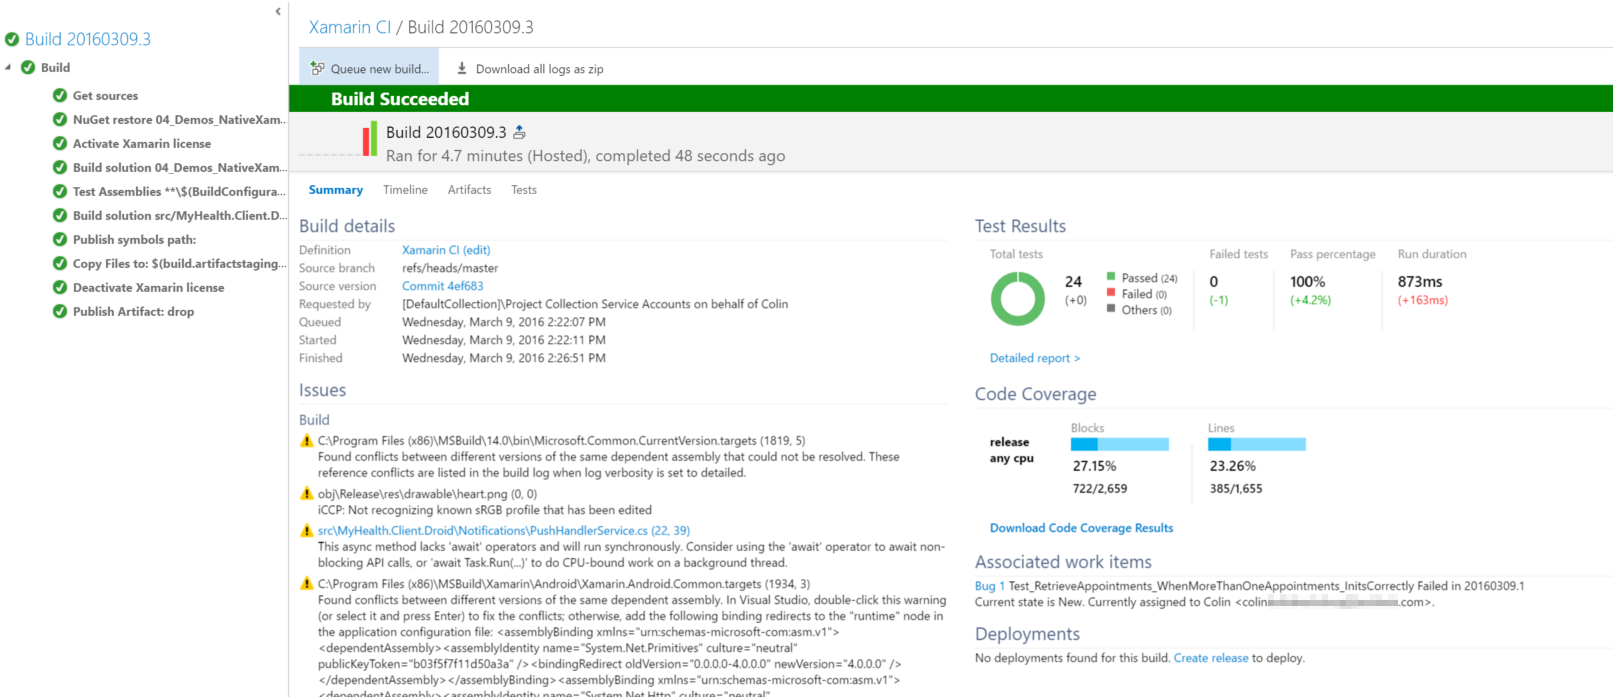 Build 20160309.3
Build
Get sources
NuGet restore 04_Demos_NativeXam...
Activate Xamarin license
Build solution 04_Demos_NativeXam...
Test Assemblies **\$(BuildConfigura...
Build solution src/MyHealth.Client.D...
Publish symbols path:
Copy Files to: $(build.artifactstaging...
Deactivate Xamarin license
Publish Artifact: drop
Xamarin CI / Build 20160309.3
Queue new build...
Download all logs as zip
Build Succeeded
Build 20160309.3
Ran for 4.7 minutes (Hosted), completed 48 seconds ago
Summary Timeline Artifacts Tests
Build details
Definition Xamarin CI (edit)
Source branch refs/heads/master
Source version Commit 4ef683
Requested by [DefaultCollection]\Project Collection Service Accounts on behalf of Colin
Queued Wednesday, March 9, 2016 2:22:07 PM
Started Wednesday, March 9, 2016 2:22:11 PM
Finished Wednesday, March 9, 2016 2:26:51 PM
Issues
Build
C:\Program Files (x86)\MSBuild\14.0\bin\Microsoft.Common.CurrentVersion.targets (1819, 5)
Found conflicts between different versions of the same dependent assembly that could not be resolved. These
reference conflicts are listed in the build log when log verbosity is set to detailed.
obj\Release\res\drawable\heart.png (0, 0)
iCCP: Not recognizing known sRGB profile that has been edited
src\MyHealth.Client.Droid\Notifications\PushHandlerService.cs (22, 39)
This async method lacks 'await' operators and will run synchronously. Consider using the 'await' operator to await non-
blocking API calls, or 'await Task.Run(...)' to do CPU-bound work on a background thread.
C:\Program Files (x86)\MSBuild\Xamarin\Android\Xamarin.Android.Common.targets (1934, 3)
Found conflicts between different versions of the same dependent assembly. In Visual Studio, double-click this warning
(or select it and press Enter) to fix the conflicts; otherwise, add the following binding redirects to the "runtime" node in
the application configuration file: <assemblyBinding xmlns="urn:schemas-microsoft-com:asm.v1">
<dependentAssembly><assemblyIdentity name="System.Net.Primitives" culture="neutral"
publicKeyToken="b03f5f7f11d50a3a" /><bindingRedirect oldVersion="0.0.0.0-4.0.0.0" newVersion="4.0.0.0" />
</dependentAssembly></assemblyBinding><assemblyBinding xmlns="urn:schemas-microsoft-com:asm.v1">
<dependentAssembly><assemblyIdentity name="System.Net.Http" culture="neutral"
Test Results
Total tests Failed tests Pass percentage Run duration
24 (+0)
Passed (24)
Failed (0)
Others (0)
0 100% 873ms
(-1) (+4.2%) (+163ms)
Detailed report >
Code Coverage
Blocks Lines
release
any cpu
27.15% 23.26%
722/2,659 385/1,655
Download Code Coverage Results
Associated work items
Bug 1 Test_RetrieveAppointments_WhenMoreThanOneAppointments_InitsCorrectly Failed in 20160309.1
Current state is New. Currently assigned to Colin <colin .com>.
Deployments
No deployments found for this build. Create release to deploy.